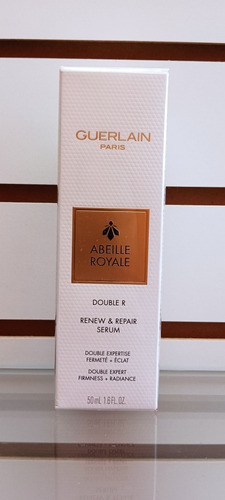 GUERLAIN
PARIS
ABEILLE
ROYALE
DOUBLE R
RENEW & REPAIR
SERUM
DOUBLE EXPERTISE
FERMETÉ + ÉCLAT
DOUBLE EXPERT
FIRMNESS + RADIANCE
50 mL 1.6 FL. OZ.